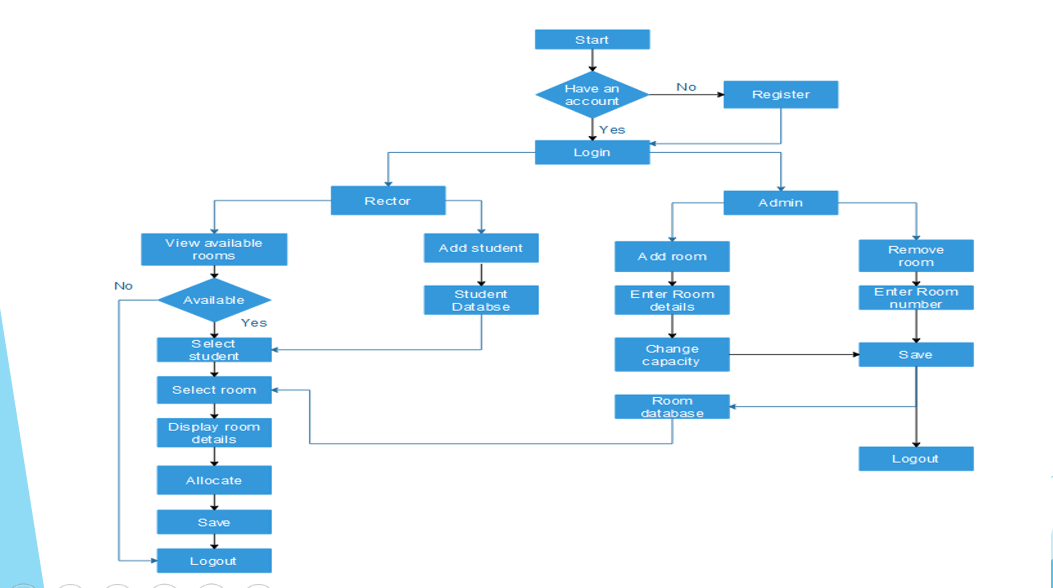 Start
Have an
account
No
Register
Yes
Login
Rector
Admin
View available
rooms
Add student
Add room
Remove
room
No
Available
Student
Databse
Enter Room
details
Enter Room
number
Yes
Select
student
Change
capacity
Save
Select room
Room
database
Display room
details
Logout
Allocate
Save
Logout